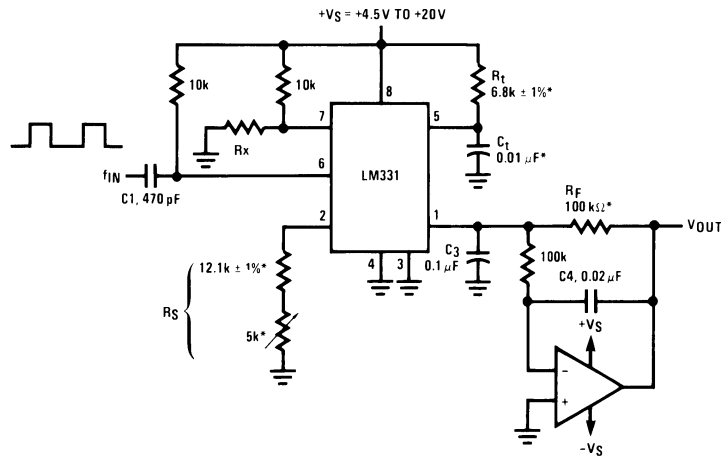 +VS = +4.5V TO +20V
10k
10k
Rt
6.8k ± 1%*
8
7
5
Rx
Ct
0.01 µF*
fIN
C1, 470 pF
6
LM331
RF
100 kΩ*
2
1
VOUT
12.1k ± 1%*
4
3
C3
0.1 µF
100k
C4, 0.02 µF
RS
5k*
+VS
−
+
−VS